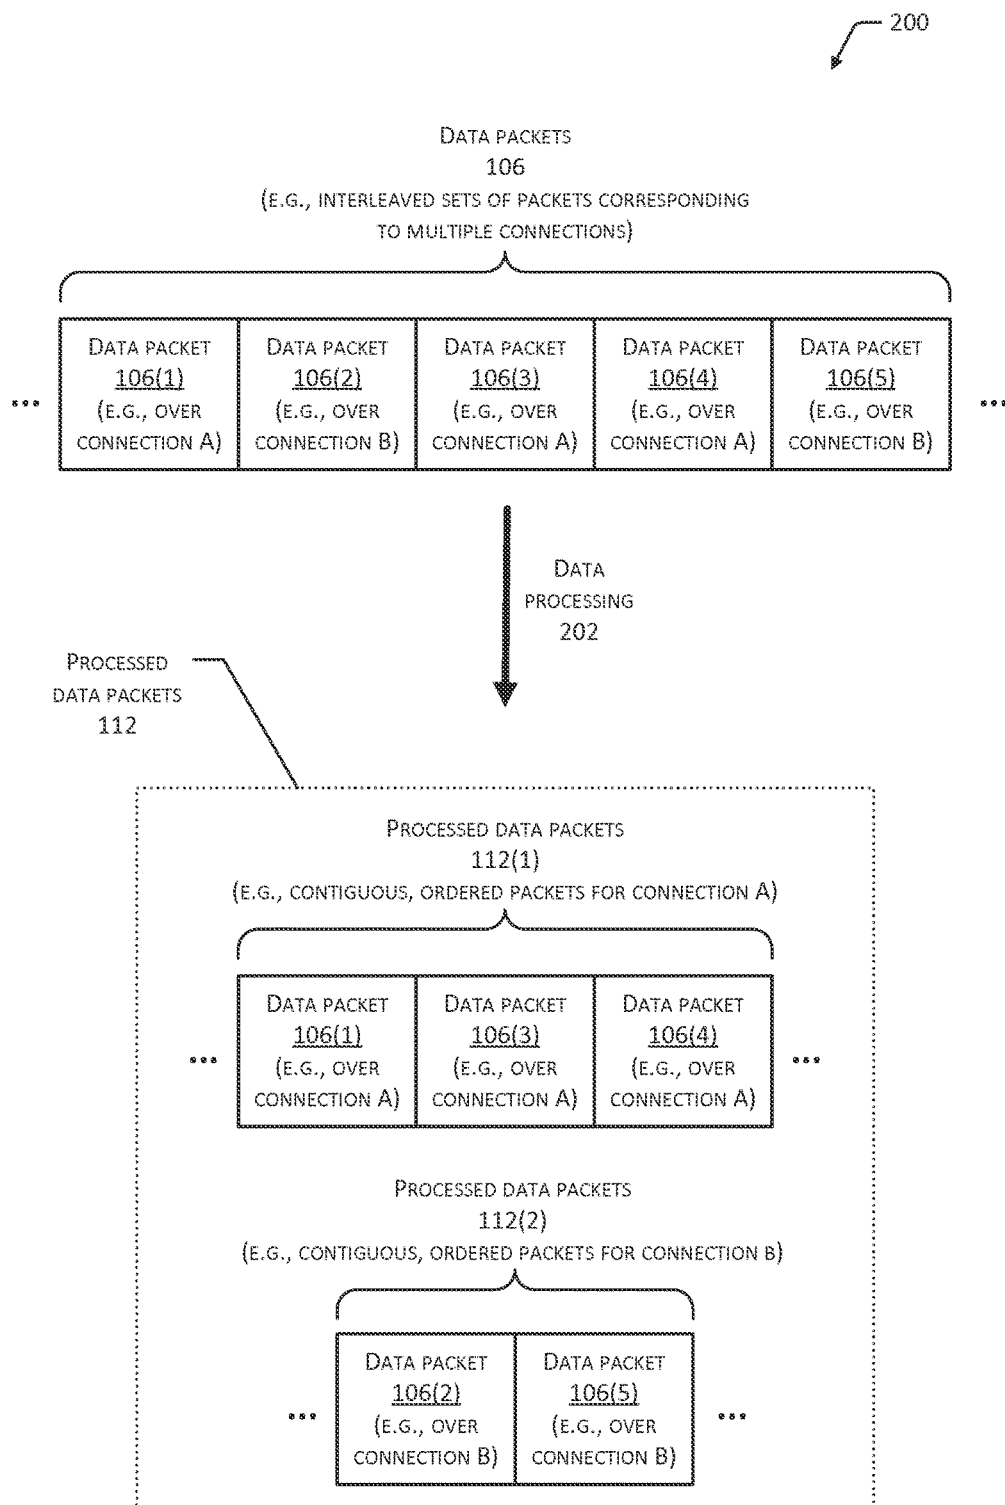 200
Data packets
106
(e.g., interleaved sets of packets corresponding
to multiple connections)
Data packet
106(1)
(e.g., over
connection A)
Data packet
106(2)
(e.g., over
connection B)
Data packet
106(3)
(e.g., over
connection A)
Data packet
106(4)
(e.g., over
connection A)
Data packet
106(5)
(e.g., over
connection B)
...
...
Data
processing
202
Processed
data packets
112
Processed data packets
112(1)
(e.g., contiguous, ordered packets for connection A)
...
Data packet
106(1)
(e.g., over
connection A)
Data packet
106(3)
(e.g., over
connection A)
Data packet
106(4)
(e.g., over
connection A)
...
Processed data packets
112(2)
(e.g., contiguous, ordered packets for connection b)
...
Data packet
106(2)
(e.g., over
connection B)
Data packet
106(5)
(e.g., over
connection B)
...